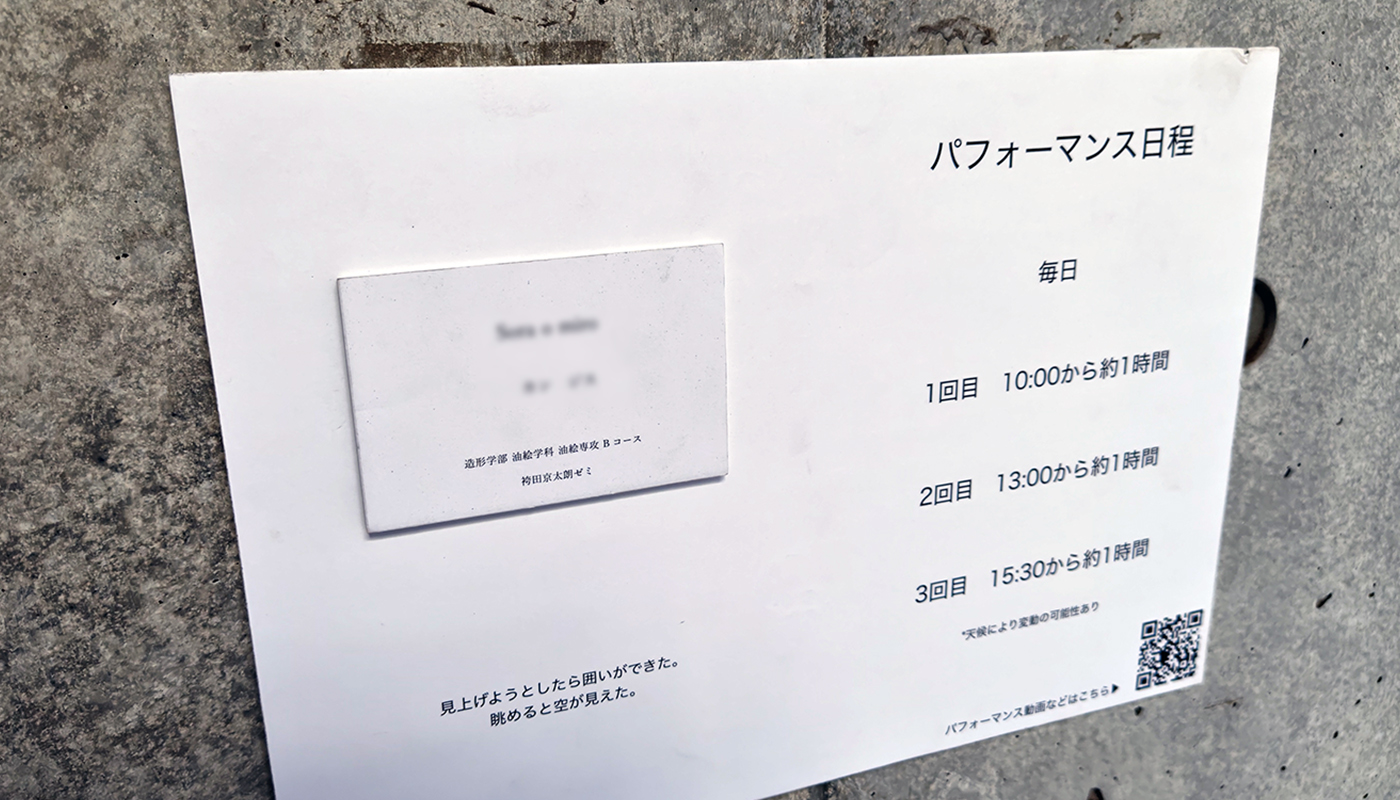 造形学部 油絵学科 油絵専攻 B コース
袴田京太朗ゼミ
見上げようとしたら囲いができた。
眺めると空が見えた。
パフォーマンス日程
毎日
1回目 10:00から約1時間
2回目 13:00から約1時間
3回目 15:30から約1時間
*天候により変動の可能性あり
パフォーマンス動画などはこちら▶